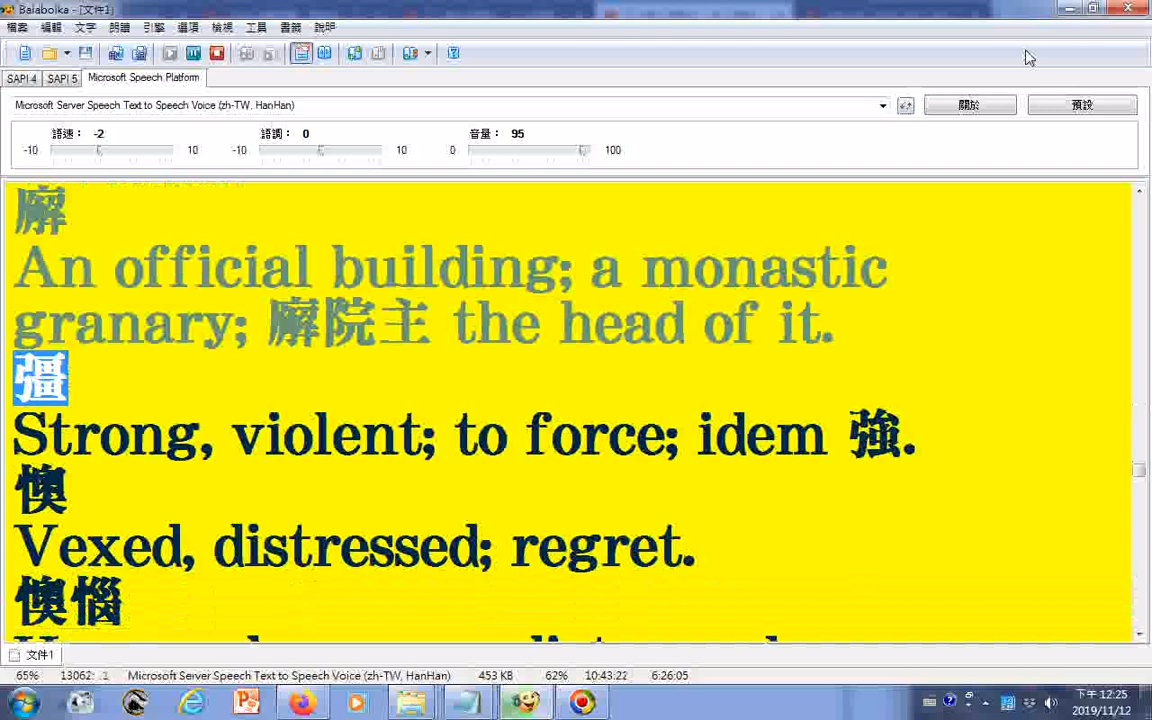 Balabolka - [文件1]
檔案 編輯 文字 朗讀 引擎 選項 檢視 工具 書籤 說明
SAPI 4 SAPI 5 Microsoft Speech Platform
Microsoft Server Speech Text to Speech Voice (zh-TW, HanHan) 關於 預設
語速： -2 語調： 0 音量： 95
-10 10 -10 10 0 100
廨
An official building; a monastic
granary; 廨院主 the head of it.
彊
Strong, violent; to force; idem 強.
懊
Vexed, distressed; regret.
懊惱
文件1
65% Microsoft Server Speech Text to Speech Voice (zh-TW, HanHan) 453 KB 62% 10:43:22 6:26:05
下午 12:25
2019/11/12